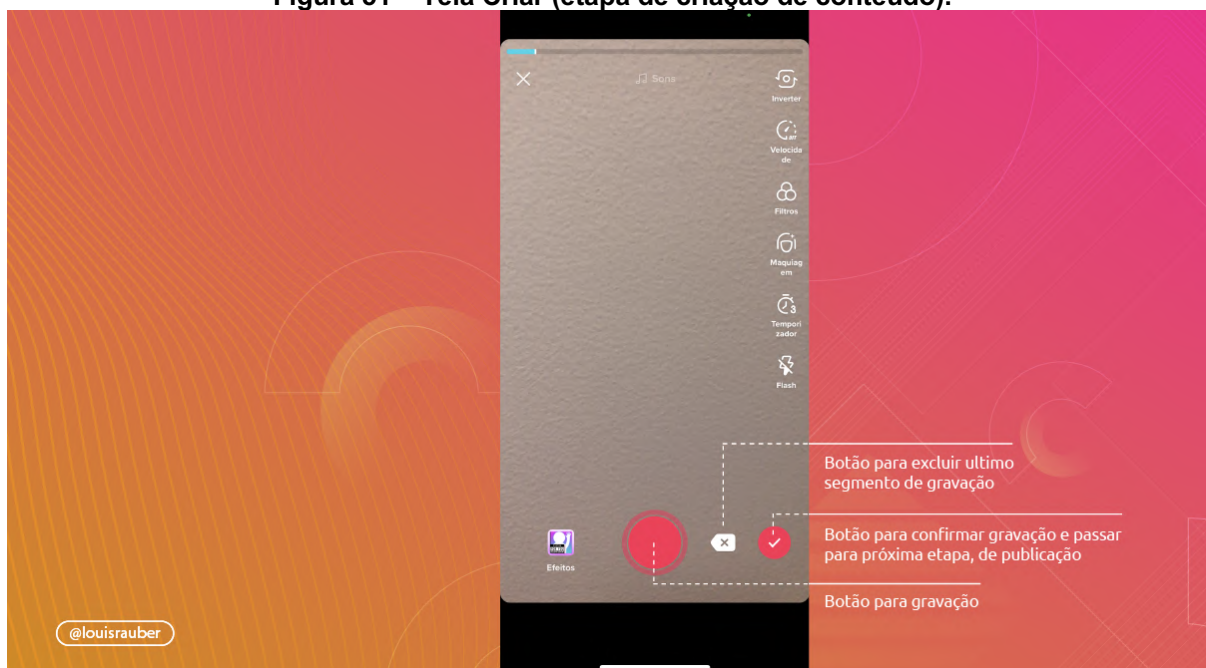 Figura 31 – Tela Criar (etapa de criação de conteúdo).
Sons
Inverter
Velocida
de
Filtros
Maquiag
em
3
Tempori
zador
Flash
Botão para excluir ultimo
segmento de gravação
Botão para confirmar gravação e passar
para próxima etapa, de publicação
Efeitos
Botão para gravação
@louisrauber